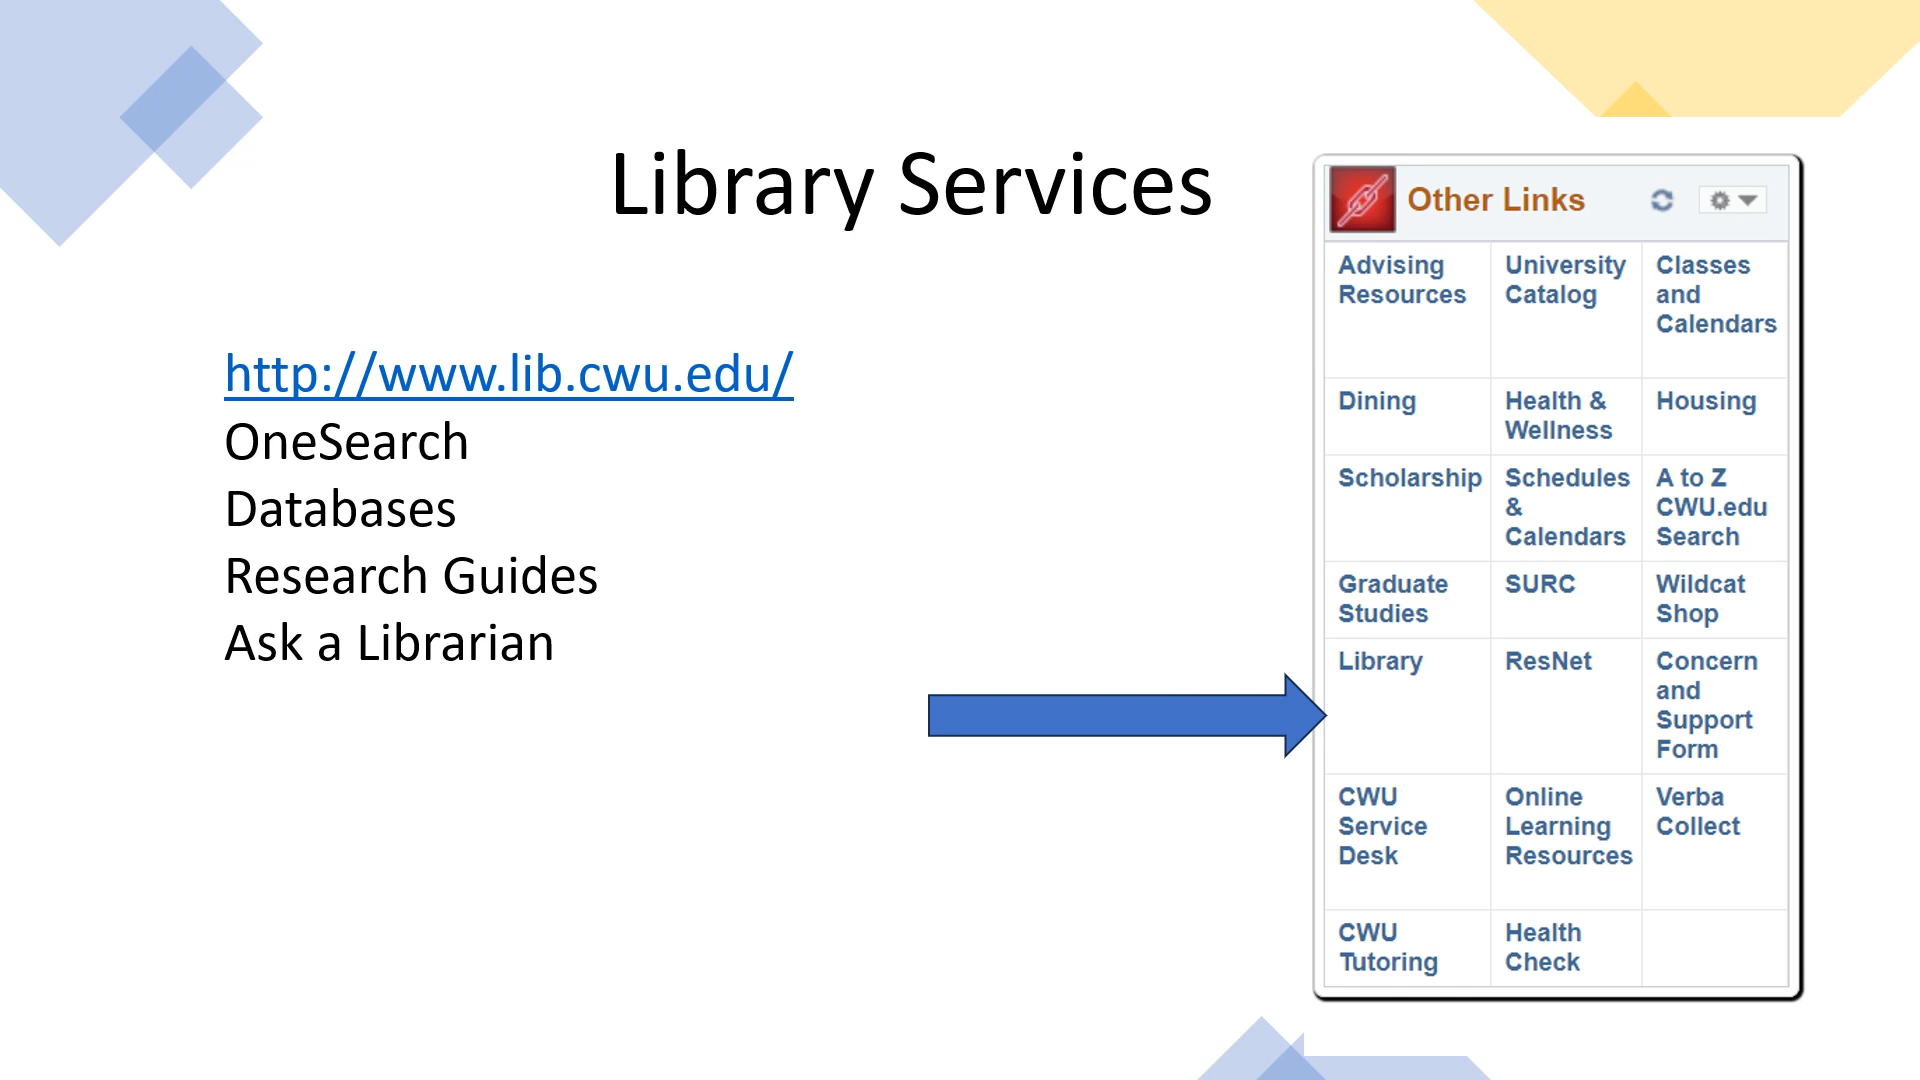 Library Services
http://www.lib.cwu.edu/
OneSearch
Databases
Research Guides
Ask a Librarian
Other Links
Advising
Resources
University
Catalog
Classes
and
Calendars
Dining
Health &
Wellness
Housing
Scholarship
Schedules
&
Calendars
A to Z
CWU.edu
Search
Graduate
Studies
SURC
Wildcat
Shop
Library
ResNet
Concern
and
Support
Form
CWU
Service
Desk
Online
Learning
Resources
Verba
Collect
CWU
Tutoring
Health
Check